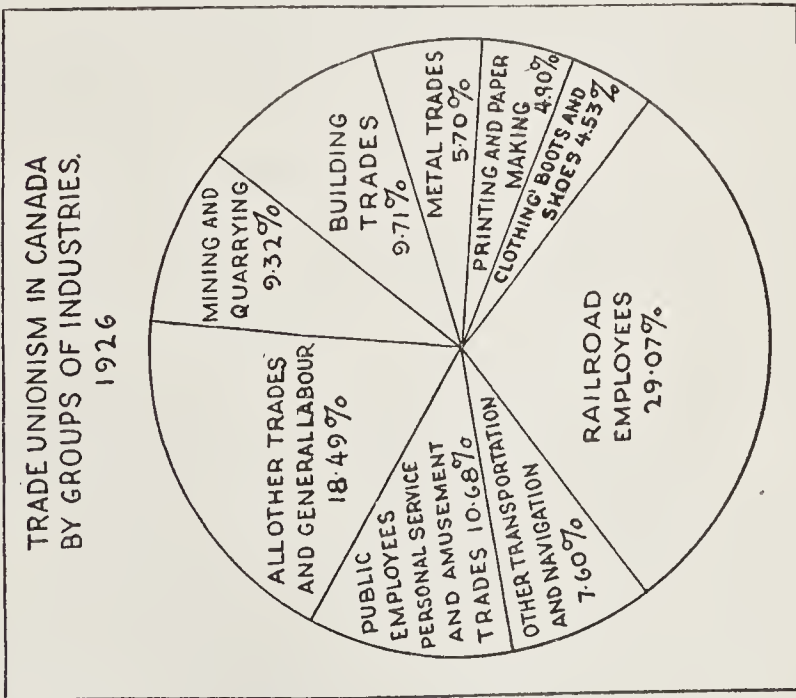 TRADE UNIONISM IN CANADA
BY GROUPS OF INDUSTRIES.
1926
MINING AND
QUARRYING
9.32%
BUILDING
TRADES
9.71%
METAL TRADES
5.70%
PRINTING AND PAPER
MAKING
4.90%
CLOTHING' BOOTS AND
SHOES 4.53%
RAILROAD
EMPLOYEES
29.07%
OTHER TRANSPORTATION
AND NAVIGATION
7.60%
PUBLIC
EMPLOYEES
PERSONAL SERVICE
AND AMUSEMENT
TRADES 10.68%
ALL OTHER TRADES
AND GENERAL LABOUR
18.49%